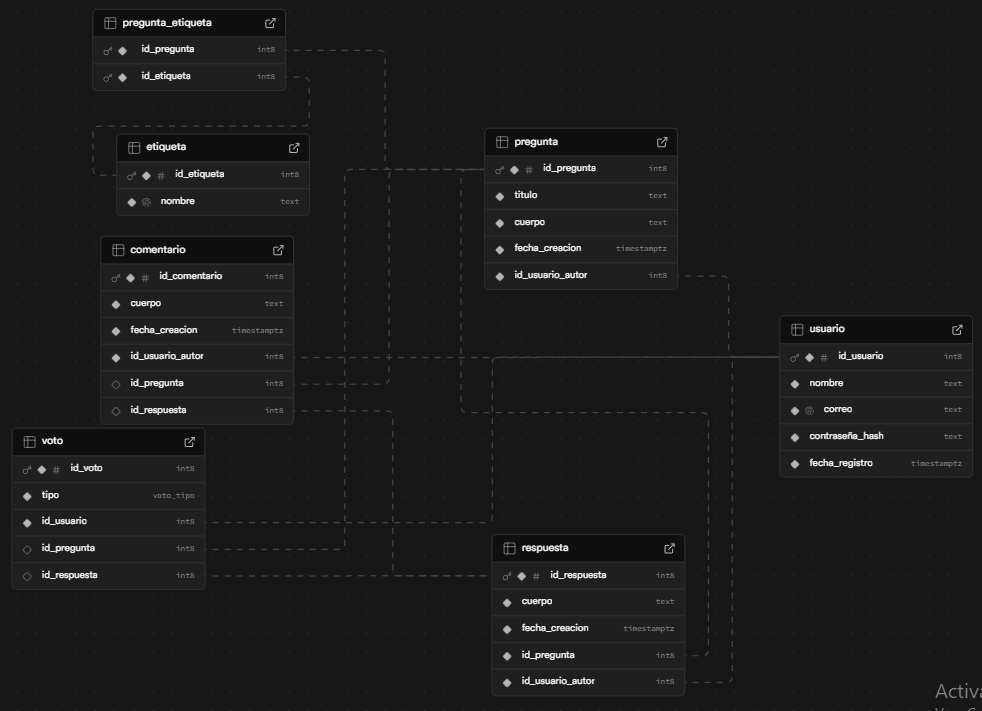 pregunta_etiqueta
id_pregunta int8
id_etiqueta int8
etiqueta
id_etiqueta int8
nombre text
comentario
id_comentario int8
cuerpo text
fecha_creacion timestamptz
id_usuario_autor int8
id_pregunta int8
id_respuesta int8
voto
id_voto int8
tipo voto_tipo
id_usuario int8
id_pregunta int8
id_respuesta int8
pregunta
id_pregunta int8
titulo text
cuerpo text
fecha_creacion timestamptz
id_usuario_autor int8
respuesta
id_respuesta int8
cuerpo text
fecha_creacion timestamptz
id_pregunta int8
id_usuario_autor int8
usuario
id_usuario int8
nombre text
correo text
contraseña_hash text
fecha_registro timestamptz
Activa